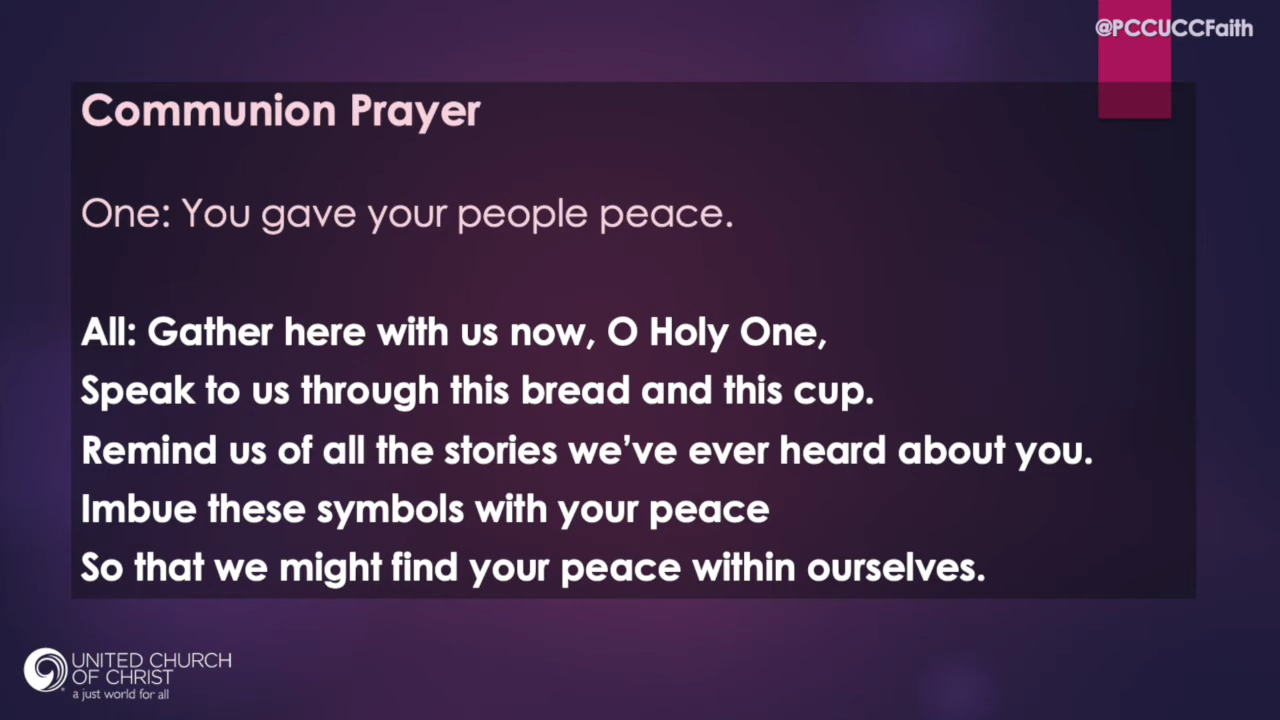 @PCCUCCFaith
Communion Prayer
One: You gave your people peace.
All: Gather here with us now, O Holy One,
Speak to us through this bread and this cup.
Remind us of all the stories we’ve ever heard about you.
Imbue these symbols with your peace
So that we might find your peace within ourselves.
UNITED CHURCH
OF CHRIST
a just world for all